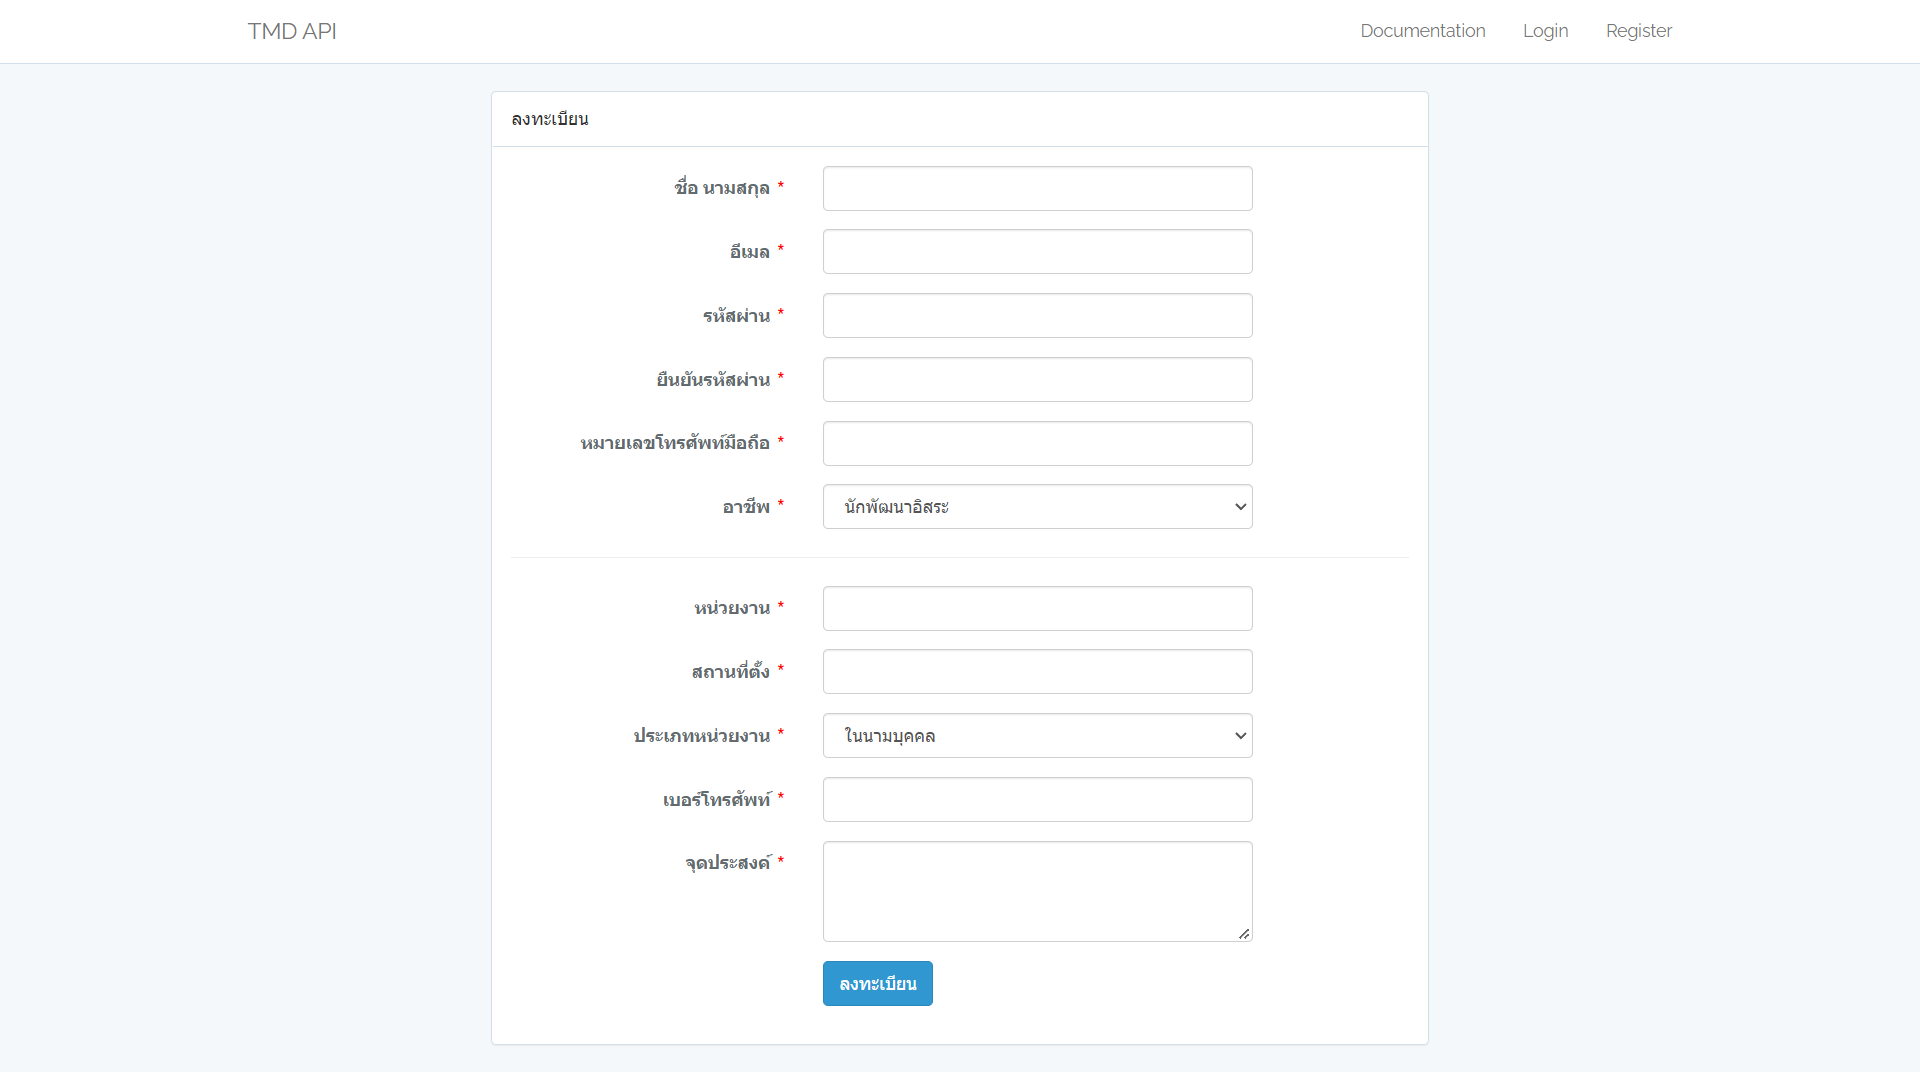 TMD API
Documentation Login Register
ลงทะเบียน
ชื่อ นามสกุล *
อีเมล *
รหัสผ่าน *
ยืนยันรหัสผ่าน *
หมายเลขโทรศัพท์มือถือ *
อาชีพ * นักพัฒนาอิสระ
หน่วยงาน *
สถานที่ตั้ง *
ประเภทหน่วยงาน * ในนามบุคคล
เบอร์โทรศัพท์ *
จุดประสงค์ *
ลงทะเบียน